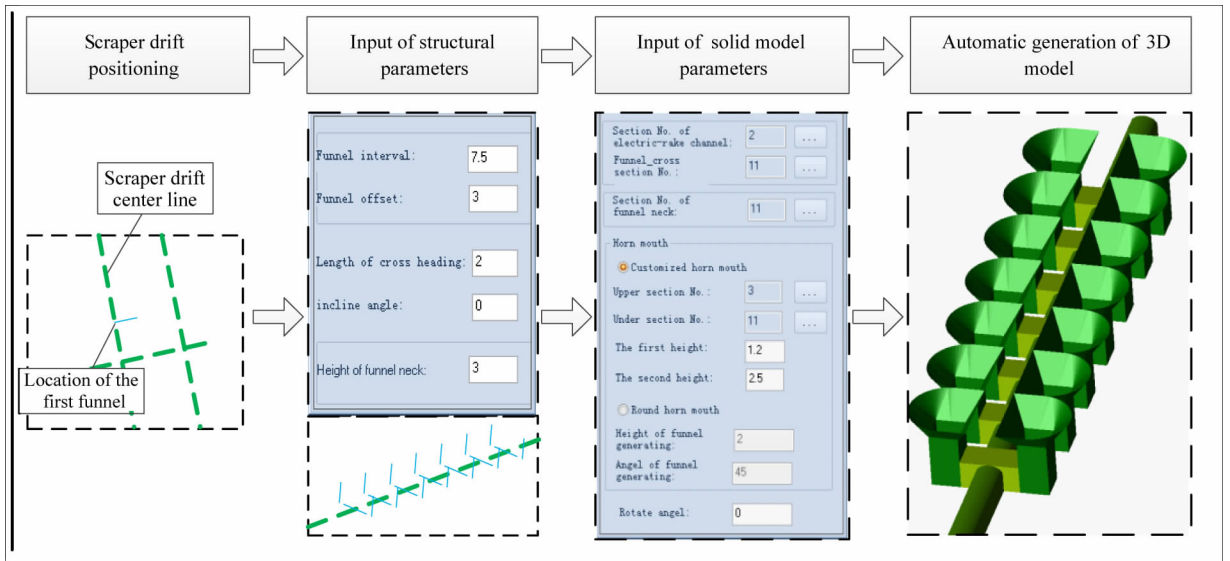 Scraper drift
positioning
Input of structural
parameters
Input of solid model
parameters
Automatic generation of 3D
model
Scraper drift
center line
Location of the
first funnel
Funnel interval: 7.5
Funnel offset: 3
Length of cross heading: 2
incline angle: 0
Height of funnel neck: 3
Section No. of
electric-rake channel: 2 ...
Funnel_cross
section No.: 11 ...
Section No. of
funnel neck: 11 ...
Horn mouth
Customized horn mouth
Upper section No.: 3 ...
Under section No.: 11 ...
The first height: 1.2
The second height: 2.5
Round horn mouth
Height of funnel
generating: 2
Angel of funnel
generating: 45
Rotate angel: 0